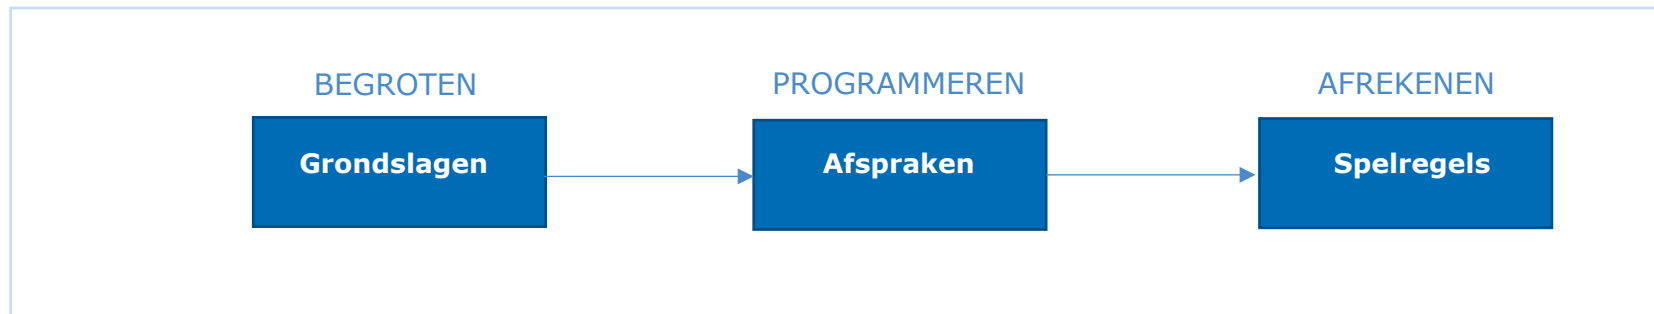 BEGROTEN
PROGRAMMEREN
AFREKENEN
Grondslagen
Afspraken
Spelregels